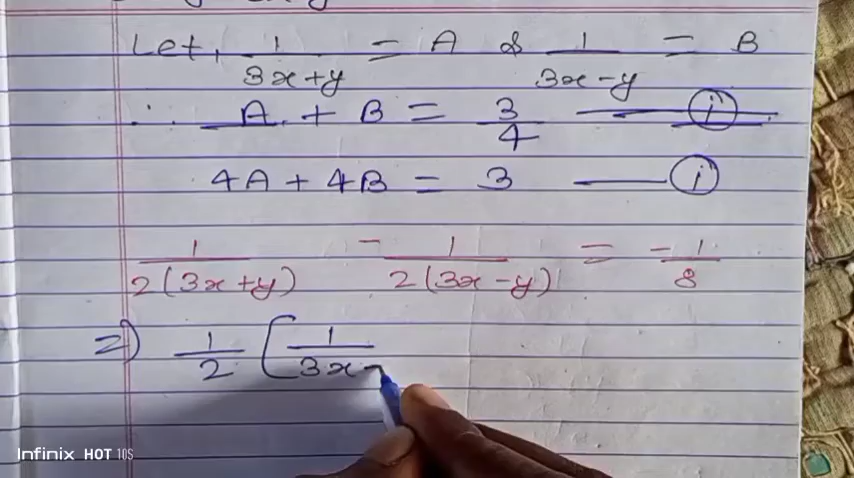 Let, 1/(3x+y) = A & 1/(3x-y) = B
∴ A + B = 3/4 — (i)
4A + 4B = 3 — (i)
1/(2(3x+y)) - 1/(2(3x-y)) = -1/8
=) 1/2 [ 1/(3x-
Infinix HOT 10S